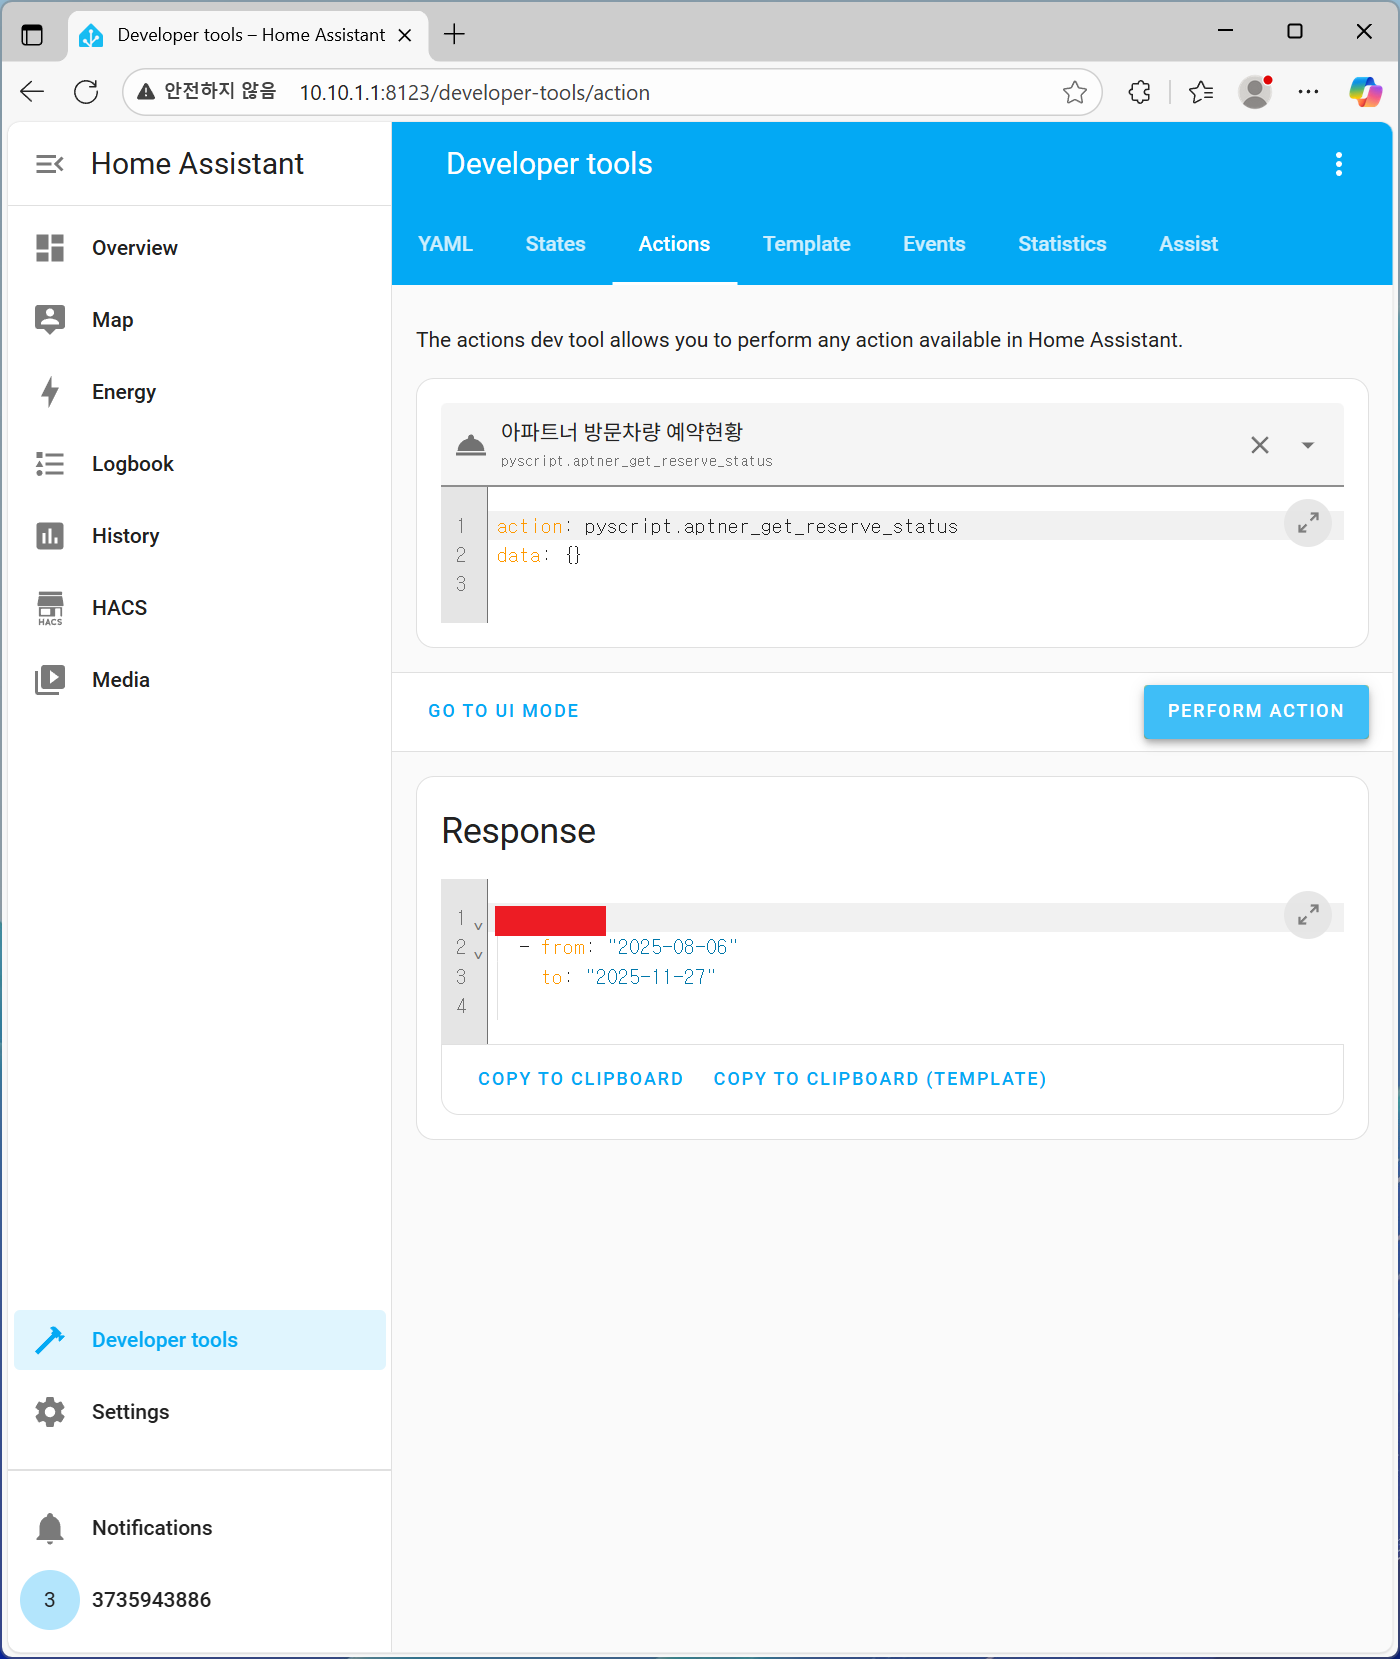 Developer tools – Home Assistant
안전하지 않음 10.10.1.1:8123/developer-tools/action
Home Assistant
Overview
Map
Energy
Logbook
History
HACS
HACS
Media
Developer tools
Settings
Notifications
3
3735943886
Developer tools
YAML States Actions Template Events Statistics Assist
The actions dev tool allows you to perform any action available in Home Assistant.
아파트너 방문차량 예약현황
pyscript.aptner_get_reserve_status
1 action: pyscript.aptner_get_reserve_status
2 data: {}
3
GO TO UI MODE PERFORM ACTION
Response
1
2 - from: "2025-08-06"
3 to: "2025-11-27"
4
COPY TO CLIPBOARD COPY TO CLIPBOARD (TEMPLATE)